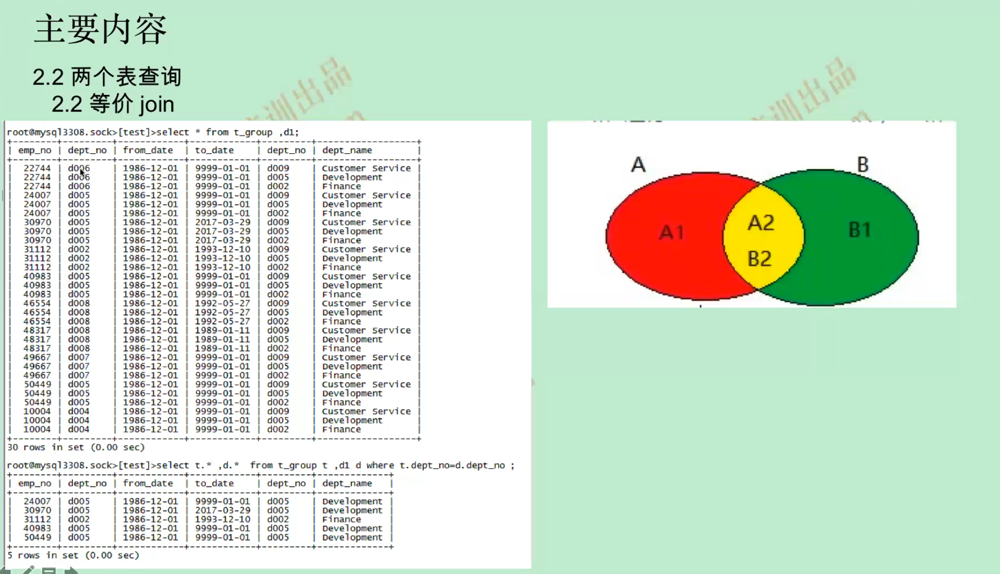 主要内容
2.2 两个表查询
2.2 等价 join
root@mysql3308.sock>[test]>select * from t_group ,d1;
+--------+---------+------------+------------+---------+------------------+
| emp_no | dept_no | from_date  | to_date    | dept_no | dept_name        |
+--------+---------+------------+------------+---------+------------------+
| 22744 | d006 | 1986-12-01 | 9999-01-01 | d009 | Customer Service |
| 22744 | d006 | 1986-12-01 | 9999-01-01 | d005 | Development |
| 22744 | d006 | 1986-12-01 | 9999-01-01 | d002 | Finance |
| 24007 | d005 | 1986-12-01 | 9999-01-01 | d009 | Customer Service |
| 24007 | d005 | 1986-12-01 | 9999-01-01 | d005 | Development |
| 24007 | d005 | 1986-12-01 | 9999-01-01 | d002 | Finance |
| 30970 | d005 | 1986-12-01 | 2017-03-29 | d009 | Customer Service |
| 30970 | d005 | 1986-12-01 | 2017-03-29 | d005 | Development |
| 30970 | d005 | 1986-12-01 | 2017-03-29 | d002 | Finance |
| 31112 | d002 | 1986-12-01 | 1993-12-10 | d009 | Customer Service |
| 31112 | d002 | 1986-12-01 | 1993-12-10 | d005 | Development |
| 31112 | d002 | 1986-12-01 | 1993-12-10 | d002 | Finance |
| 40983 | d005 | 1986-12-01 | 9999-01-01 | d009 | Customer Service |
| 40983 | d005 | 1986-12-01 | 9999-01-01 | d005 | Development |
| 40983 | d005 | 1986-12-01 | 9999-01-01 | d002 | Finance |
| 46554 | d008 | 1986-12-01 | 1992-05-27 | d009 | Customer Service |
| 46554 | d008 | 1986-12-01 | 1992-05-27 | d005 | Development |
| 46554 | d008 | 1986-12-01 | 1992-05-27 | d002 | Finance |
| 48317 | d008 | 1986-12-01 | 1989-01-11 | d009 | Customer Service |
| 48317 | d008 | 1986-12-01 | 1989-01-11 | d005 | Development |
| 48317 | d008 | 1986-12-01 | 1989-01-11 | d002 | Finance |
| 49667 | d007 | 1986-12-01 | 9999-01-01 | d009 | Customer Service |
| 49667 | d007 | 1986-12-01 | 9999-01-01 | d005 | Development |
| 49667 | d007 | 1986-12-01 | 9999-01-01 | d002 | Finance |
| 50449 | d005 | 1986-12-01 | 9999-01-01 | d009 | Customer Service |
| 50449 | d005 | 1986-12-01 | 9999-01-01 | d005 | Development |
| 50449 | d005 | 1986-12-01 | 9999-01-01 | d002 | Finance |
| 10004 | d004 | 1986-12-01 | 9999-01-01 | d009 | Customer Service |
| 10004 | d004 | 1986-12-01 | 9999-01-01 | d005 | Development |
| 10004 | d004 | 1986-12-01 | 9999-01-01 | d002 | Finance |
+--------+---------+------------+------------+---------+------------------+
30 rows in set (0.00 sec)
root@mysql3308.sock>[test]>select t.* ,d.*  from t_group t ,d1 d where t.dept_no=d.dept_no ;
+--------+---------+------------+------------+---------+-------------+
| emp_no | dept_no | from_date  | to_date    | dept_no | dept_name   |
+--------+---------+------------+------------+---------+-------------+
| 24007 | d005 | 1986-12-01 | 9999-01-01 | d005 | Development |
| 30970 | d005 | 1986-12-01 | 2017-03-29 | d005 | Development |
| 31112 | d002 | 1986-12-01 | 1993-12-10 | d002 | Finance |
| 40983 | d005 | 1986-12-01 | 9999-01-01 | d005 | Development |
| 50449 | d005 | 1986-12-01 | 9999-01-01 | d005 | Development |
+--------+---------+------------+------------+---------+-------------+
5 rows in set (0.00 sec)
A
B
A1
A2
B2
B1
训出品
训出品